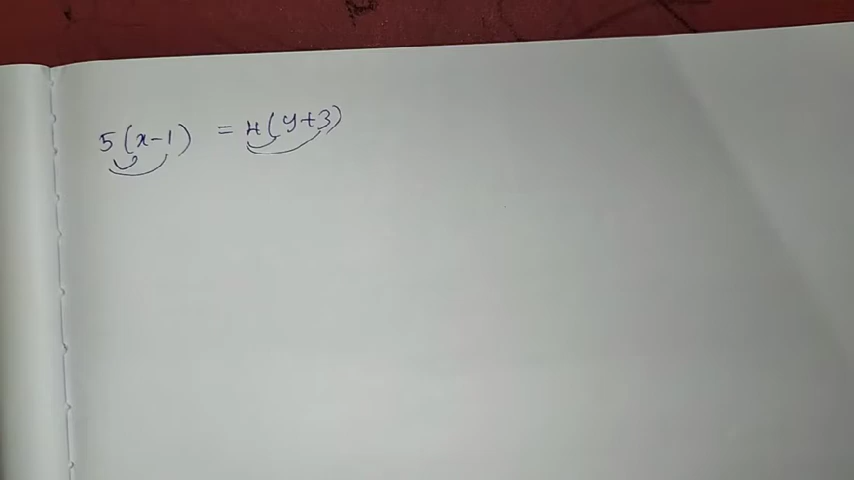 5(x-1) = 4(y+3)